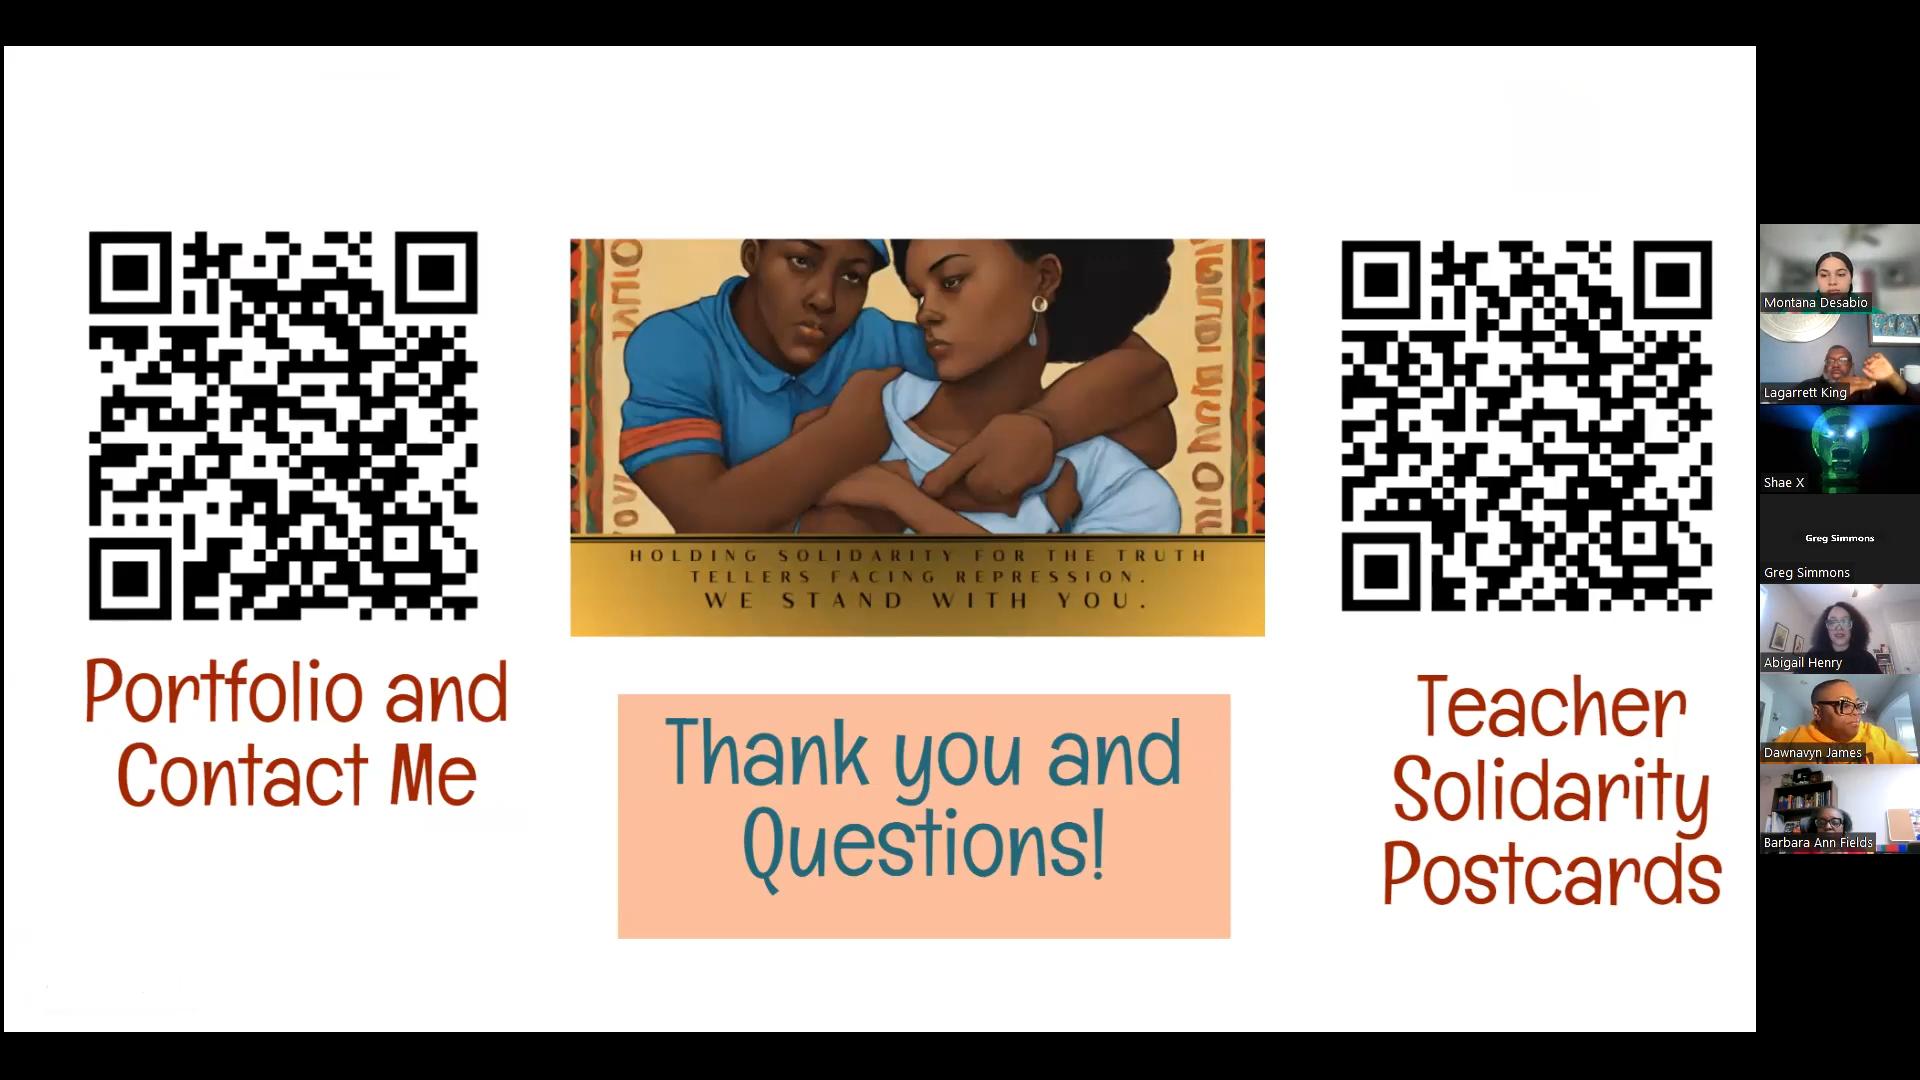 HOLDING SOLIDARITY FOR THE TRUTH
TELLERS FACING REPRESSION.
WE STAND WITH YOU.
Portfolio and
Contact Me
Thank you and
Questions!
Teacher
Solidarity
Postcards
Montana Desabio
Lagarrett King
Shae X
Greg Simmons
Greg Simmons
Abigail Henry
Dawnavyn James
Barbara Ann Fields